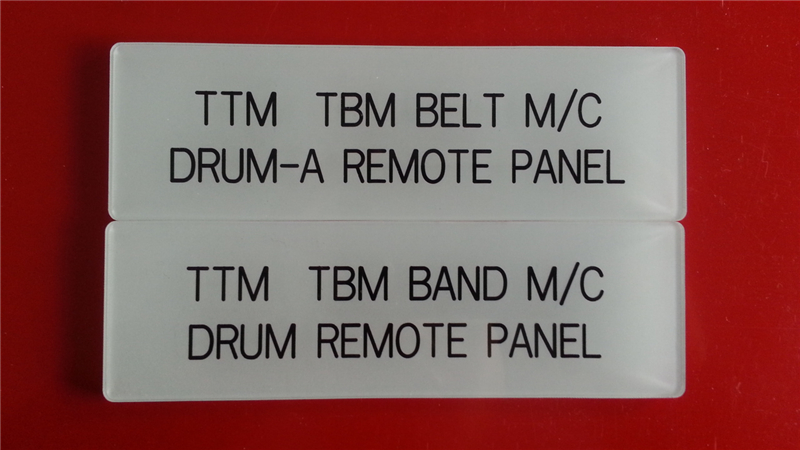 TTM TBM BELT M/C
DRUM-A REMOTE PANEL
TTM TBM BAND M/C
DRUM REMOTE PANEL